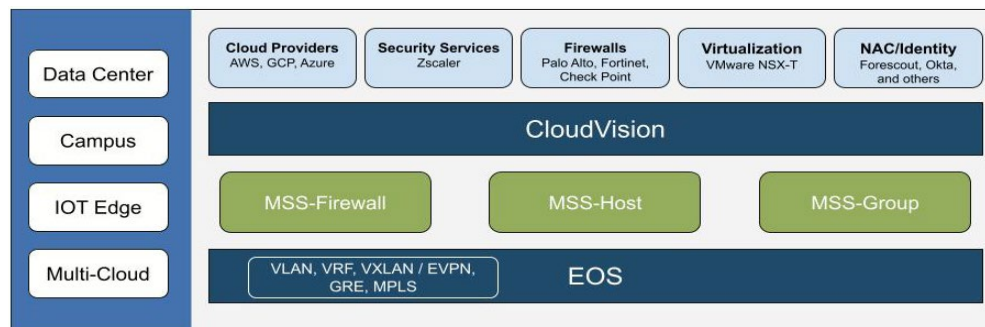 Data Center
Campus
IOT Edge
Multi-Cloud
Cloud Providers
AWS, GCP, Azure
Security Services
Zscaler
Firewalls
Palo Alto, Fortinet,
Check Point
Virtualization
VMware NSX-T
NAC/Identity
Forescout, Okta,
and others
CloudVision
MSS-Firewall
MSS-Host
MSS-Group
VLAN, VRF, VXLAN / EVPN,
GRE, MPLS
EOS